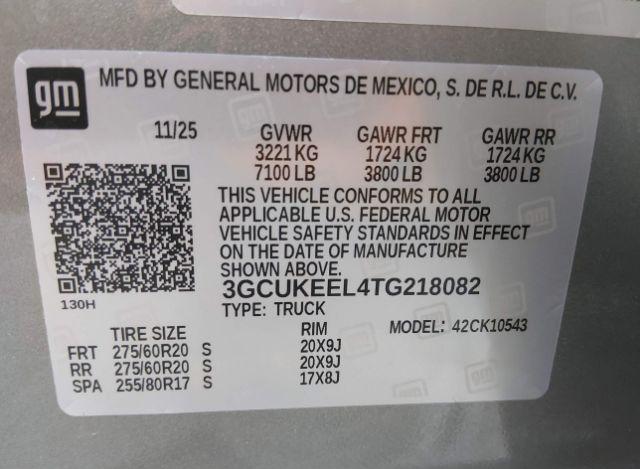 gm
MFD BY GENERAL MOTORS DE MEXICO, S. DE R.L. DE C.V.
11/25 GVWR GAWR FRT GAWR RR
3221 KG 1724 KG 1724 KG
7100 LB 3800 LB 3800 LB
THIS VEHICLE CONFORMS TO ALL
APPLICABLE U.S. FEDERAL MOTOR
VEHICLE SAFETY STANDARDS IN EFFECT
ON THE DATE OF MANUFACTURE
SHOWN ABOVE.
3GCUKEEL4TG218082
130H
TYPE: TRUCK MODEL: 42CK10543
TIRE SIZE RIM
FRT 275/60R20 S 20X9J
RR 275/60R20 S 20X9J
SPA 255/80R17 S 17X8J